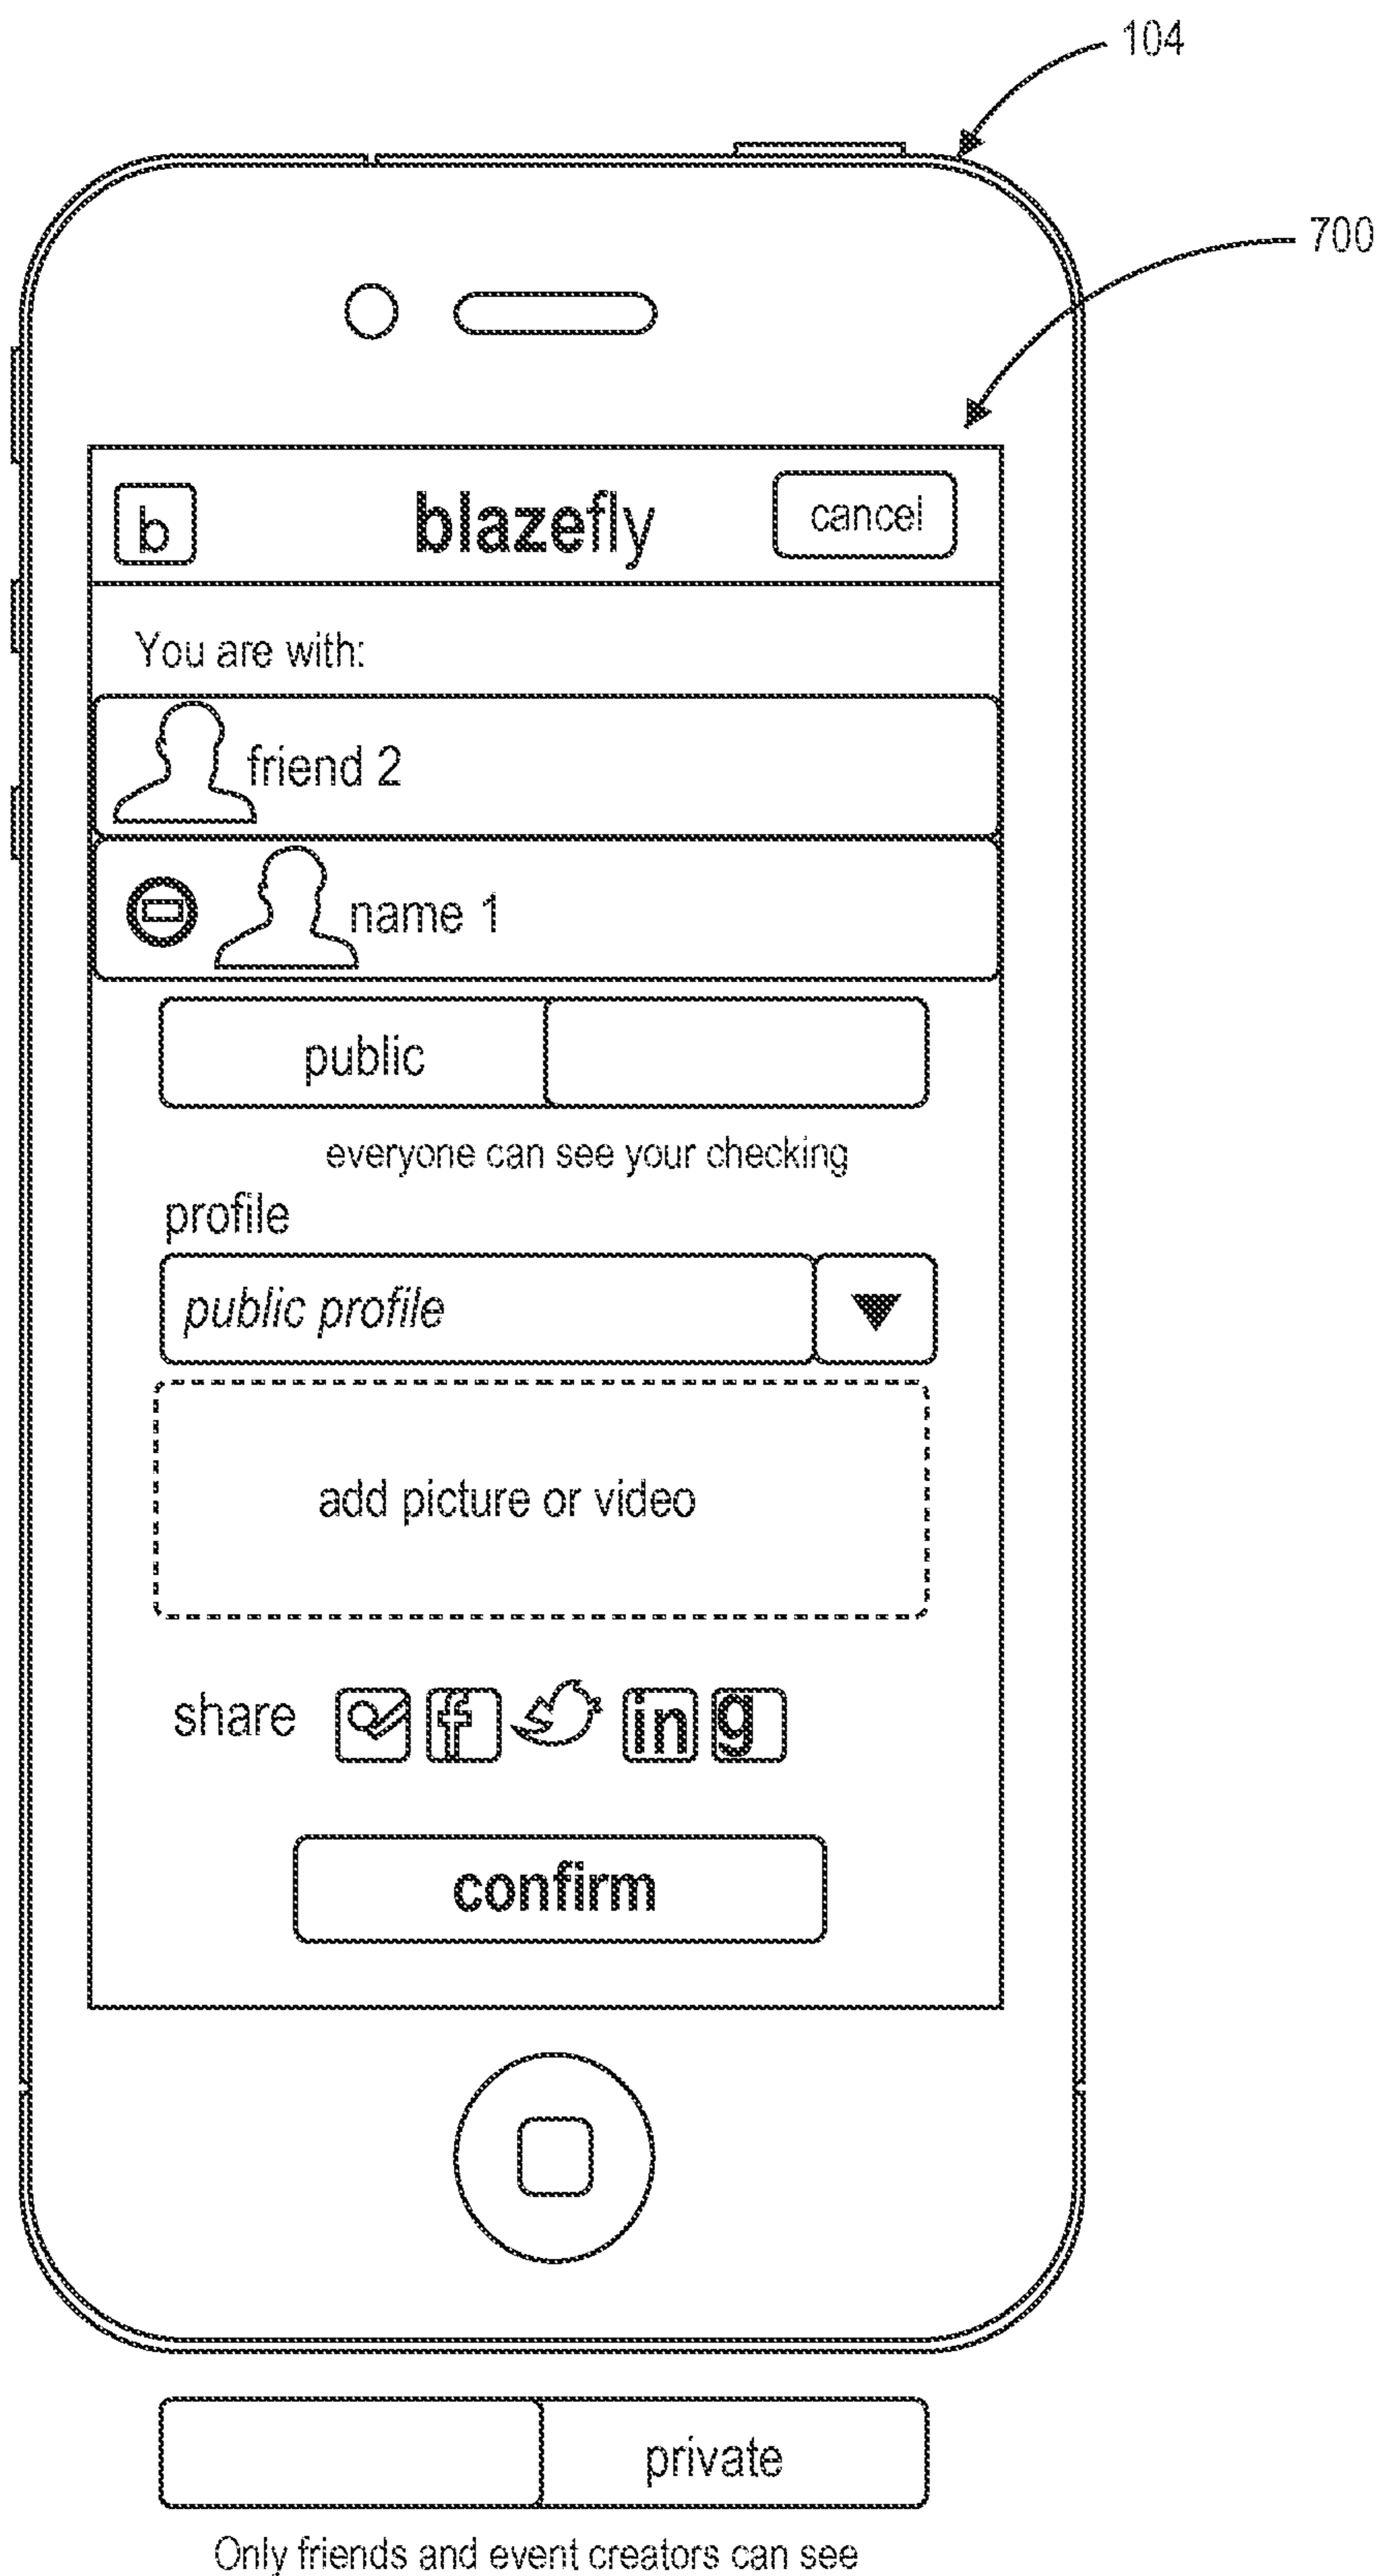 104
700
b blazefly cancel
You are with:
friend 2
name 1
public
everyone can see your checking
profile
public profile
add picture or video
share f in g
confirm
private
Only friends and event creators can see